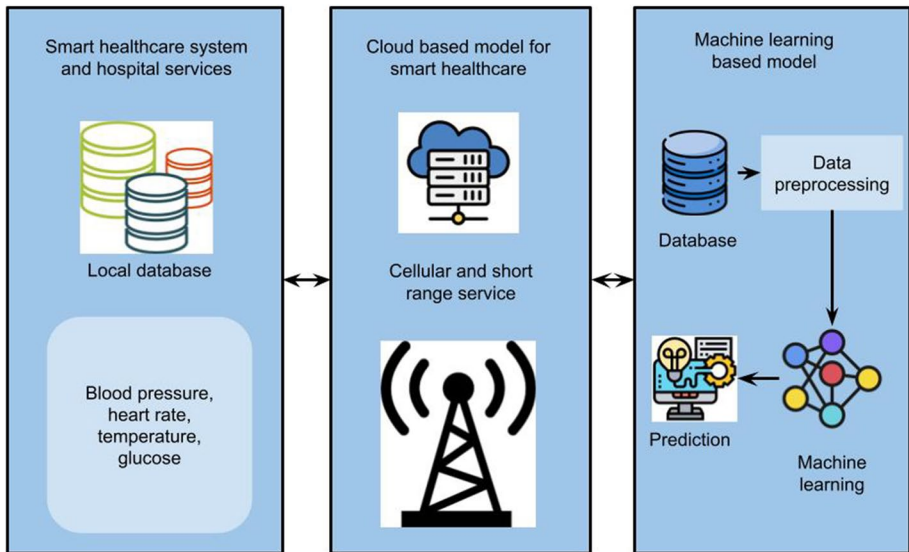 Smart healthcare system
and hospital services
Local database
Blood pressure,
heart rate,
temperature,
glucose
Cloud based model for
smart healthcare
Cellular and short
range service
Machine learning
based model
Database
Data
preprocessing
Prediction
Machine
learning